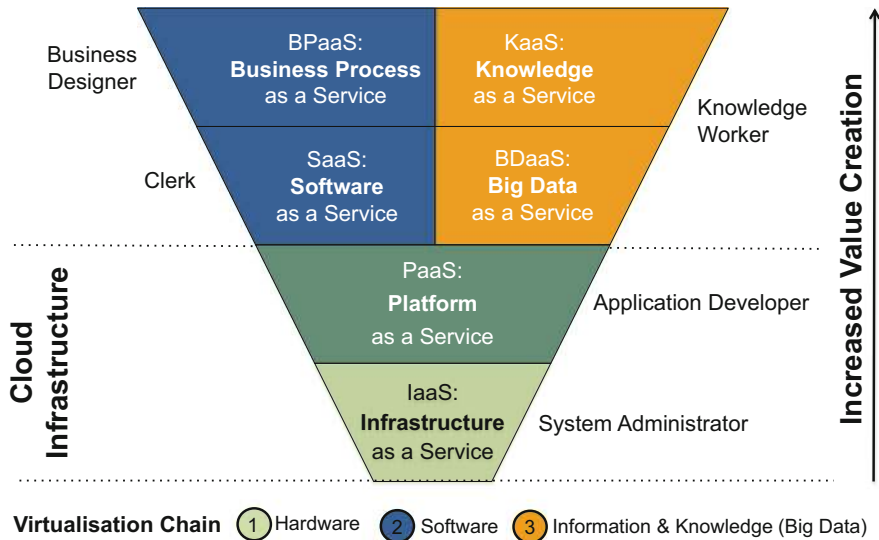 Business
Designer
BPaaS:
Business Process
as a Service
KaaS:
Knowledge
as a Service
Knowledge
Worker
Clerk
SaaS:
Software
as a Service
BDaaS:
Big Data
as a Service
PaaS:
Platform
as a Service
Application Developer
IaaS:
Infrastructure
as a Service
System Administrator
Cloud
Infrastructure
Increased Value Creation
Virtualisation Chain 1 Hardware 2 Software 3 Information & Knowledge (Big Data)